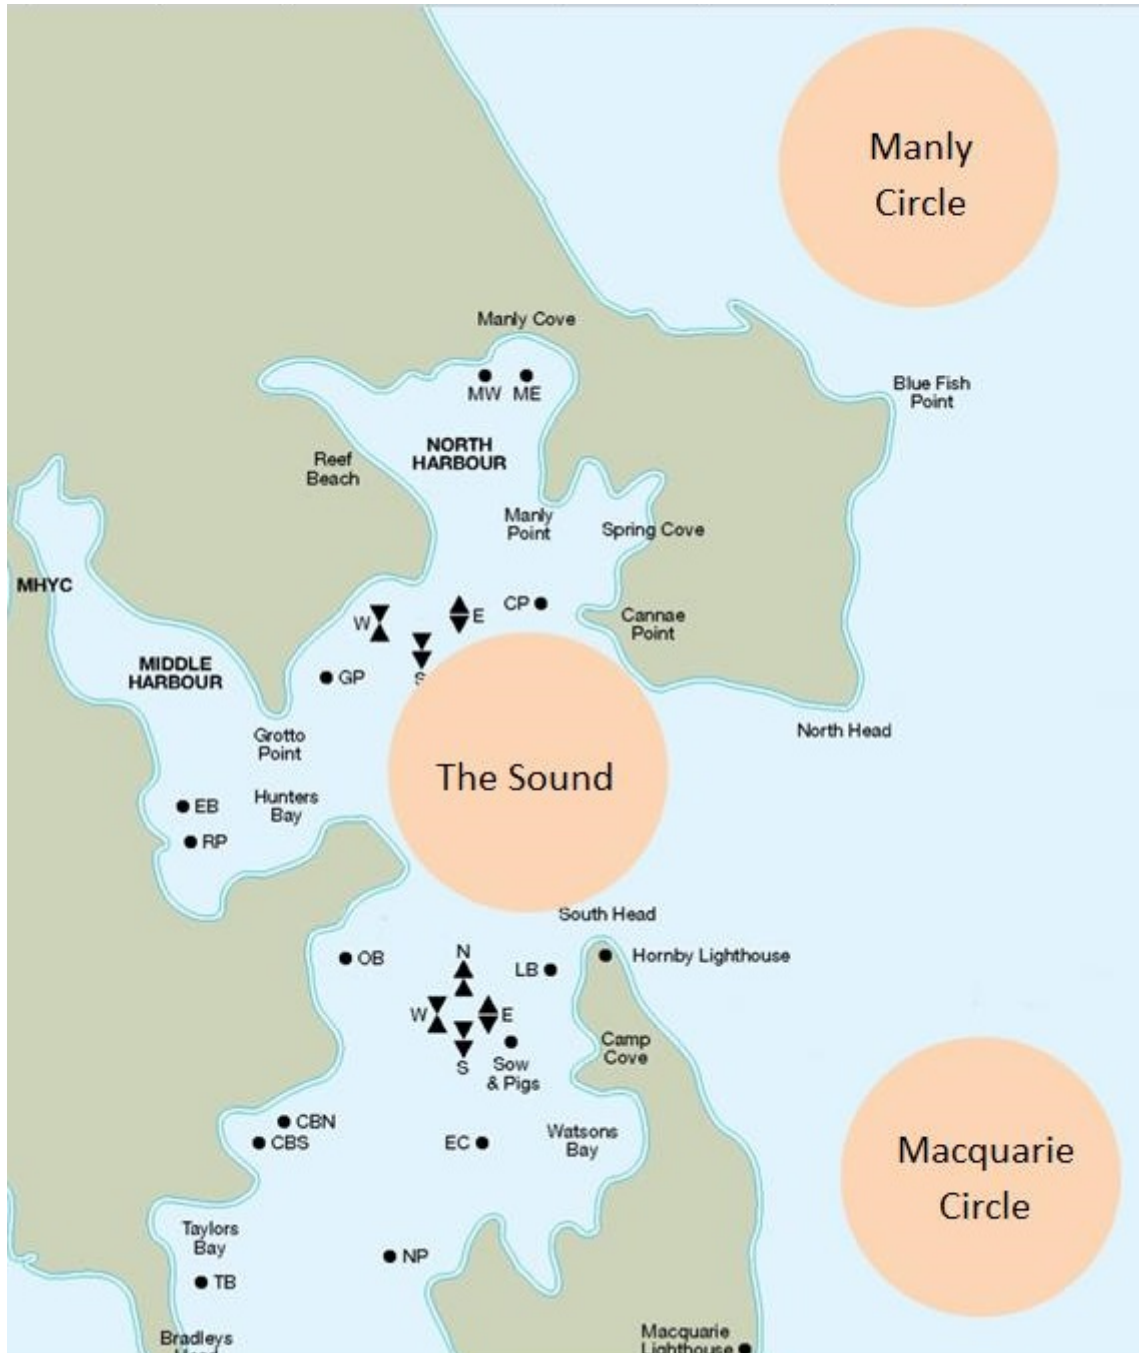 Manly
Circle
Manly Cove
MW
ME
Blue Fish
Point
NORTH
HARBOUR
Reef
Beach
Manly
Point
Spring Cove
MHYC
CP
W
E
Cannae
Point
S
MIDDLE
HARBOUR
GP
North Head
Grotto
Point
The Sound
EB
Hunters
Bay
RP
South Head
N
OB
LB
Hornby Lighthouse
W
E
Camp
Cove
S
Sow
& Pigs
CBN
CBS
EC
Watsons
Bay
Macquarie
Circle
Taylors
Bay
NP
TB
Bradleys
Macquarie
Lighthouse